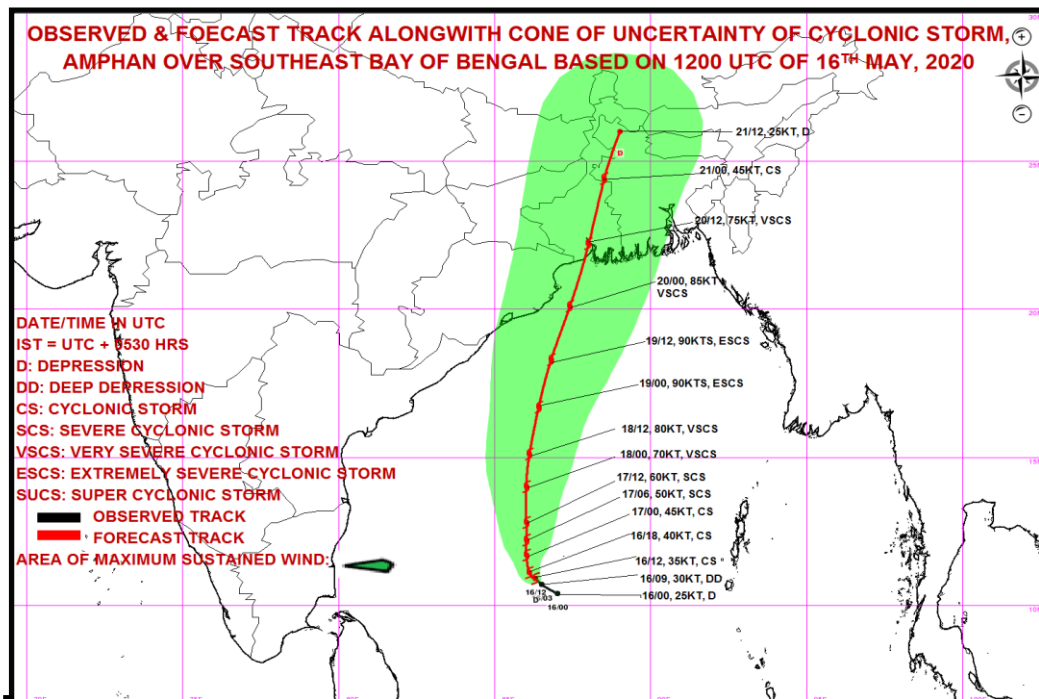 OBSERVED & FOECAST TRACK ALONGWITH CONE OF UNCERTAINTY OF CYCLONIC STORM,
AMPHAN OVER SOUTHEAST BAY OF BENGAL BASED ON 1200 UTC OF 16TH MAY, 2020
21/12, 25KT, D
D
21/00, 45KT, CS
20/12, 75KT, VSCS
20/00, 85KT
VSCS
19/12, 90KTS, ESCS
19/00, 90KTS, ESCS
18/12, 80KT, VSCS
18/00, 70KT, VSCS
17/12, 60KT, SCS
17/06, 50KT, SCS
17/00, 45KT, CS
16/18, 40KT, CS
16/12, 35KT, CS
16/09, 30KT, DD
16/00, 25KT, D
16/12
16/00
DATE/TIME IN UTC
IST = UTC + 0530 HRS
D: DEPRESSION
DD: DEEP DEPRESSION
CS: CYCLONIC STORM
SCS: SEVERE CYCLONIC STORM
VSCS: VERY SEVERE CYCLONIC STORM
ESCS: EXTREMELY SEVERE CYCLONIC STORM
SUCS: SUPER CYCLONIC STORM
OBSERVED TRACK
FORECAST TRACK
AREA OF MAXIMUM SUSTAINED WIND: